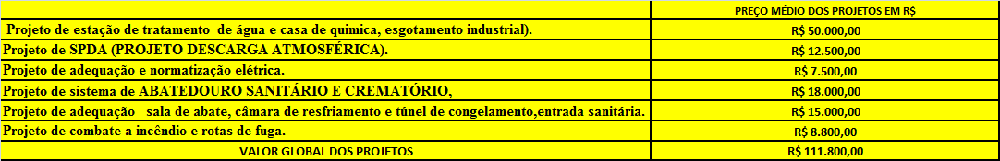 PREÇO MÉDIO DOS PROJETOS EM R$
Projeto de estação de tratamento de água e casa de quimica, esgotamento industrial). R$ 50.000,00
Projeto de SPDA (PROJETO DESCARGA ATMOSFÉRICA). R$ 12.500,00
Projeto de adequação e normatização elétrica. R$ 7.500,00
Projeto de sistema de ABATEDOURO SANITÁRIO E CREMATÓRIO, R$ 18.000,00
Projeto de adequação sala de abate, câmara de resfriamento e túnel de congelamento,entrada sanitária. R$ 15.000,00
Projeto de combate a incêndio e rotas de fuga. R$ 8.800,00
VALOR GLOBAL DOS PROJETOS R$ 111.800,00